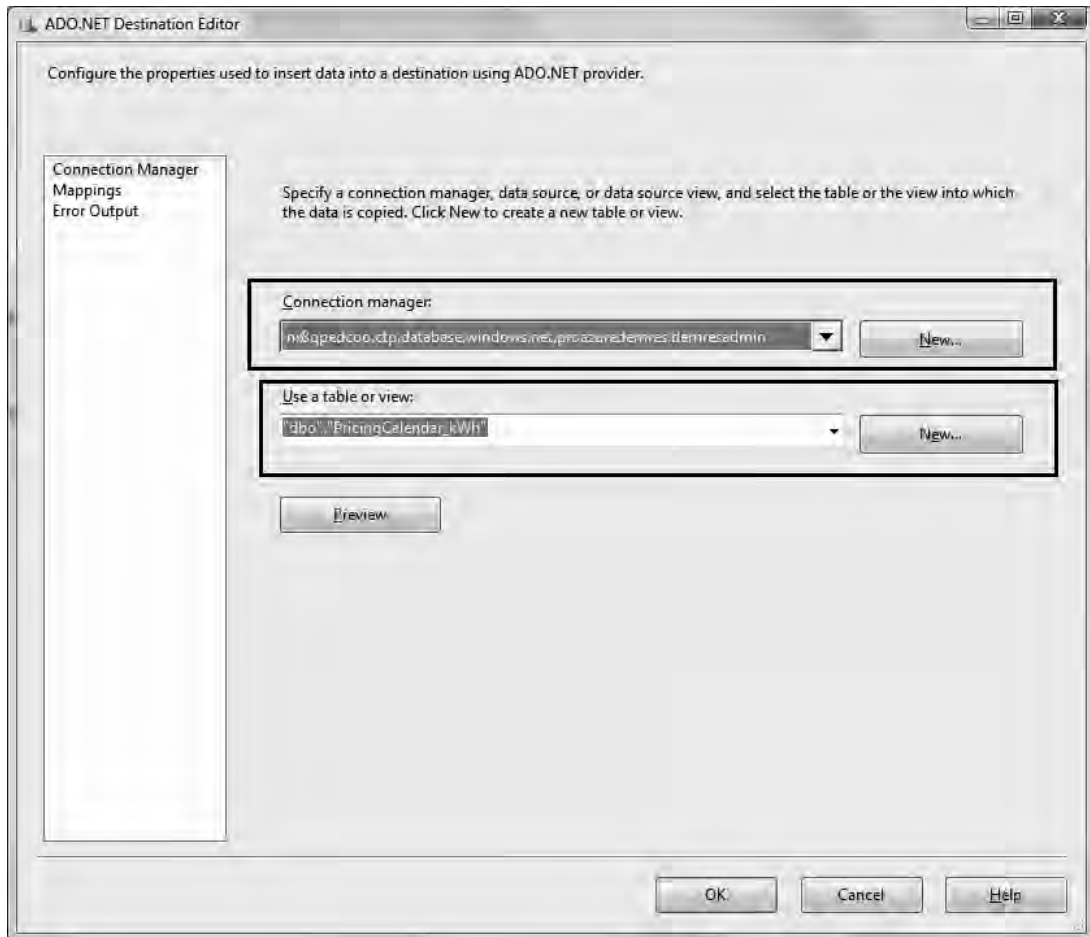 ADO.NET Destination Editor
Configure the properties used to insert data into a destination using ADO.NET provider.
Connection Manager
Mappings
Error Output
Specify a connection manager, data source, or data source view, and select the table or the view into which
the data is copied. Click New to create a new table or view.
Connection manager:
New...
Use a table or view:
"dbo"."PricingCalendar_kWh"
New...
Preview
OK
Cancel
Help